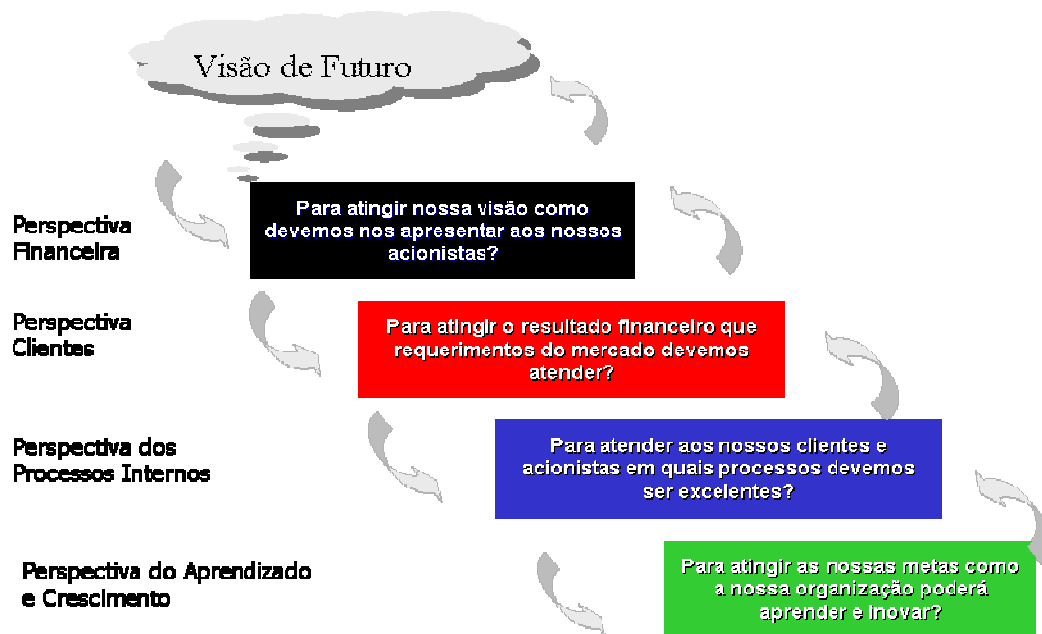 Visão de Futuro
Perspectiva
Financeira
Para atingir nossa visão como
devemos nos apresentar aos nossos
acionistas?
Perspectiva
Clientes
Para atingir o resultado financeiro que
requerimentos do mercado devemos
atender?
Perspectiva dos
Processos Internos
Para atender aos nossos clientes e
acionistas em quais processos devemos
ser excelentes?
Perspectiva do Aprendizado
e Crescimento
Para atingir as nossas metas como
a nossa organização poderá
aprender e inovar?